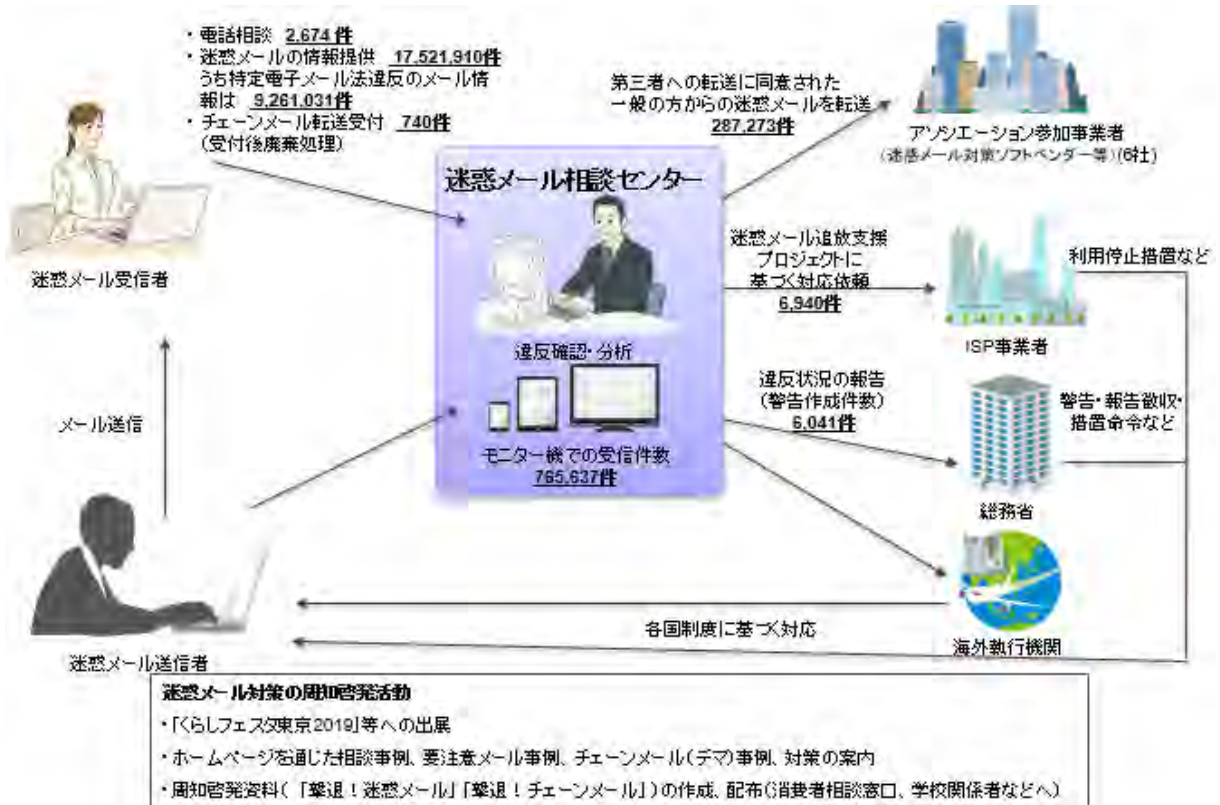 ・電話相談 2,674件
・迷惑メールの情報提供 17,521,910件
うち特定電子メール法違反のメール情
報は 9,261,031件
・チェーンメール転送受付 740件
(受付後廃棄処理)
迷惑メール受信者
メール送信
迷惑メール送信者
迷惑メール相談センター
違反確認・分析
モニター機での受信件数
765,637件
第三者への転送に同意された
一般の方からの迷惑メールを転送
287,273件
アソシエーション参加事業者
(迷惑メール対策ソフトベンダー等)(6社)
迷惑メール追放支援
プロジェクトに
基づく対応依頼
6,940件
ISP事業者
利用停止措置など
違反状況の報告
(警告作成件数)
6,041件
総務省
警告・報告徴収・
措置命令など
海外執行機関
各国制度に基づく対応
迷惑メール対策の周知啓発活動
・「くらしフェスタ東京2019」等への出展
・ホームページを通じた相談事例、要注意メール事例、チェーンメール(デマ)事例、対策の案内
・周知啓発資料(「撃退！迷惑メール」「撃退！チェーンメール」)の作成、配布(消費者相談窓口、学校関係者などへ)